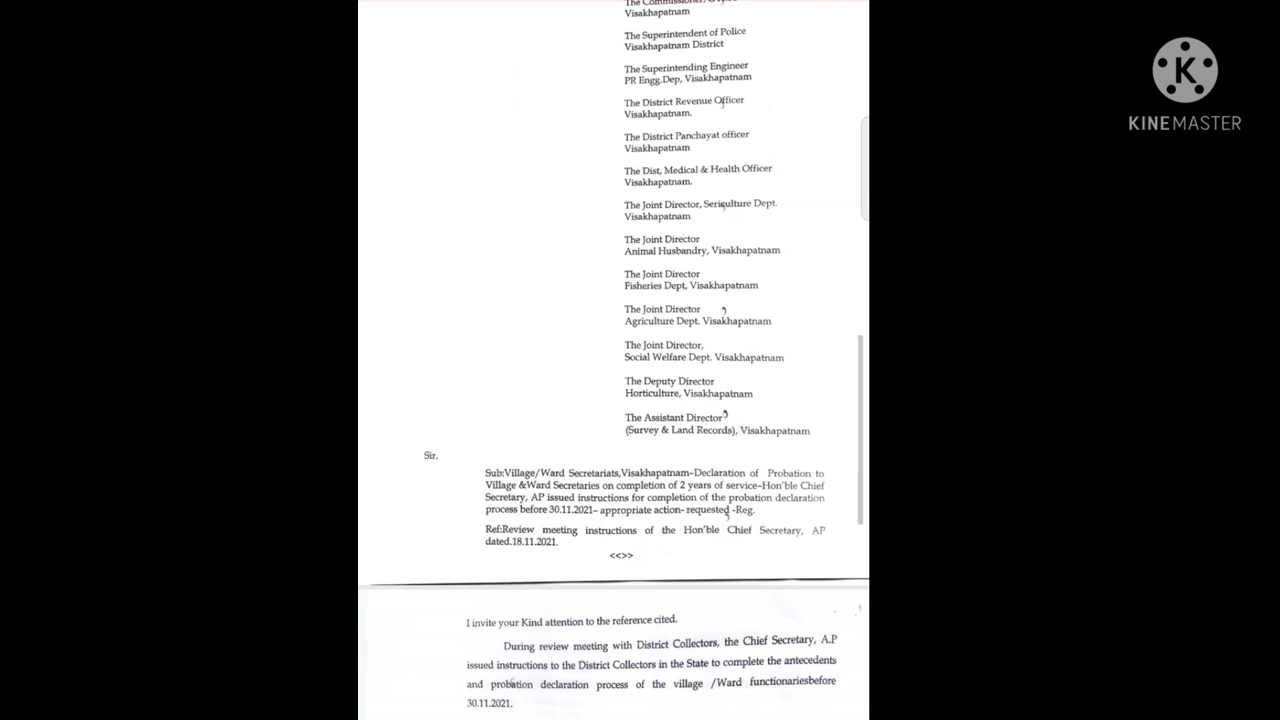 The Commissioner,
Visakhapatnam
The Superintendent of Police
Visakhapatnam District
The Superintending Engineer
PR Engg.Dep, Visakhapatnam
The District Revenue Officer
Visakhapatnam.
The District Panchayat officer
Visakhapatnam
The Dist, Medical & Health Officer
Visakhapatnam.
The Joint Director, Sericulture Dept.
Visakhapatnam
The Joint Director
Animal Husbandry, Visakhapatnam
The Joint Director
Fisheries Dept, Visakhapatnam
The Joint Director
Agriculture Dept. Visakhapatnam
The Joint Director,
Social Welfare Dept. Visakhapatnam
The Deputy Director
Horticulture, Visakhapatnam
The Assistant Director
(Survey & Land Records), Visakhapatnam
Sir,
Sub:Village/Ward Secretariats,Visakhapatnam–Declaration of Probation to
Village &Ward Secretaries on completion of 2 years of service–Hon'ble Chief
Secretary, AP issued instructions for completion of the probation declaration
process before 30.11.2021– appropriate action- requested -Reg.
Ref:Review meeting instructions of the Hon'ble Chief Secretary, AP
dated.18.11.2021.
<<>>
I invite your Kind attention to the reference cited.
During review meeting with District Collectors, the Chief Secretary, A.P
issued instructions to the District Collectors in the State to complete the antecedents
and probation declaration process of the village /Ward functionariesbefore
30.11.2021.
K
KINEMASTER